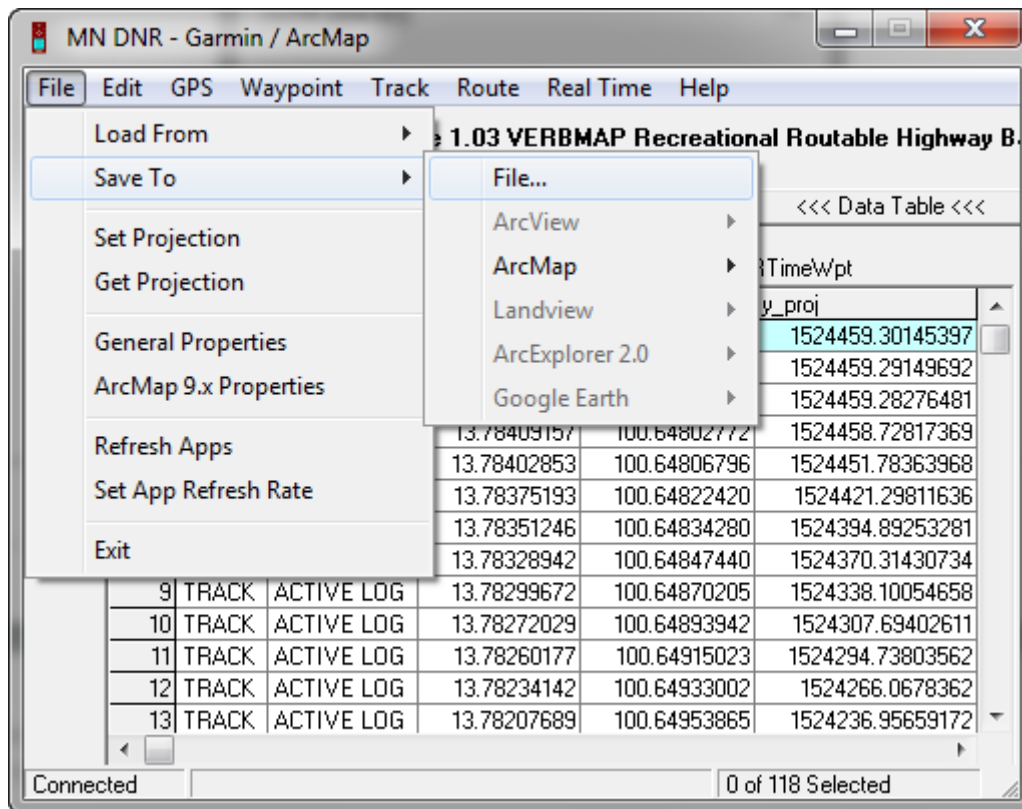 MN DNR - Garmin / ArcMap
File Edit GPS Waypoint Track Route Real Time Help
Load From
Save To
Set Projection
Get Projection
General Properties
ArcMap 9.x Properties
Refresh Apps
Set App Refresh Rate
Exit
File...
ArcView
ArcMap
Landview
ArcExplorer 2.0
Google Earth
1.03 VERBMAP Recreational Routable Highway
<<< Data Table <<<
y_proj
1524459.30145397
1524459.29149692
1524459.28276481
13.78409157 100.64802772 1524458.72817369
13.78402853 100.64806796 1524451.78363968
13.78375193 100.64822420 1524421.29811636
13.78351246 100.64834280 1524394.89253281
13.78328942 100.64847440 1524370.31430734
9 TRACK ACTIVE LOG 13.78299672 100.64870205 1524338.10054658
10 TRACK ACTIVE LOG 13.78272029 100.64893942 1524307.69402611
11 TRACK ACTIVE LOG 13.78260177 100.64915023 1524294.73803562
12 TRACK ACTIVE LOG 13.78234142 100.64933002 1524266.0678362
13 TRACK ACTIVE LOG 13.78207689 100.64953865 1524236.95659172
Connected
0 of 118 Selected